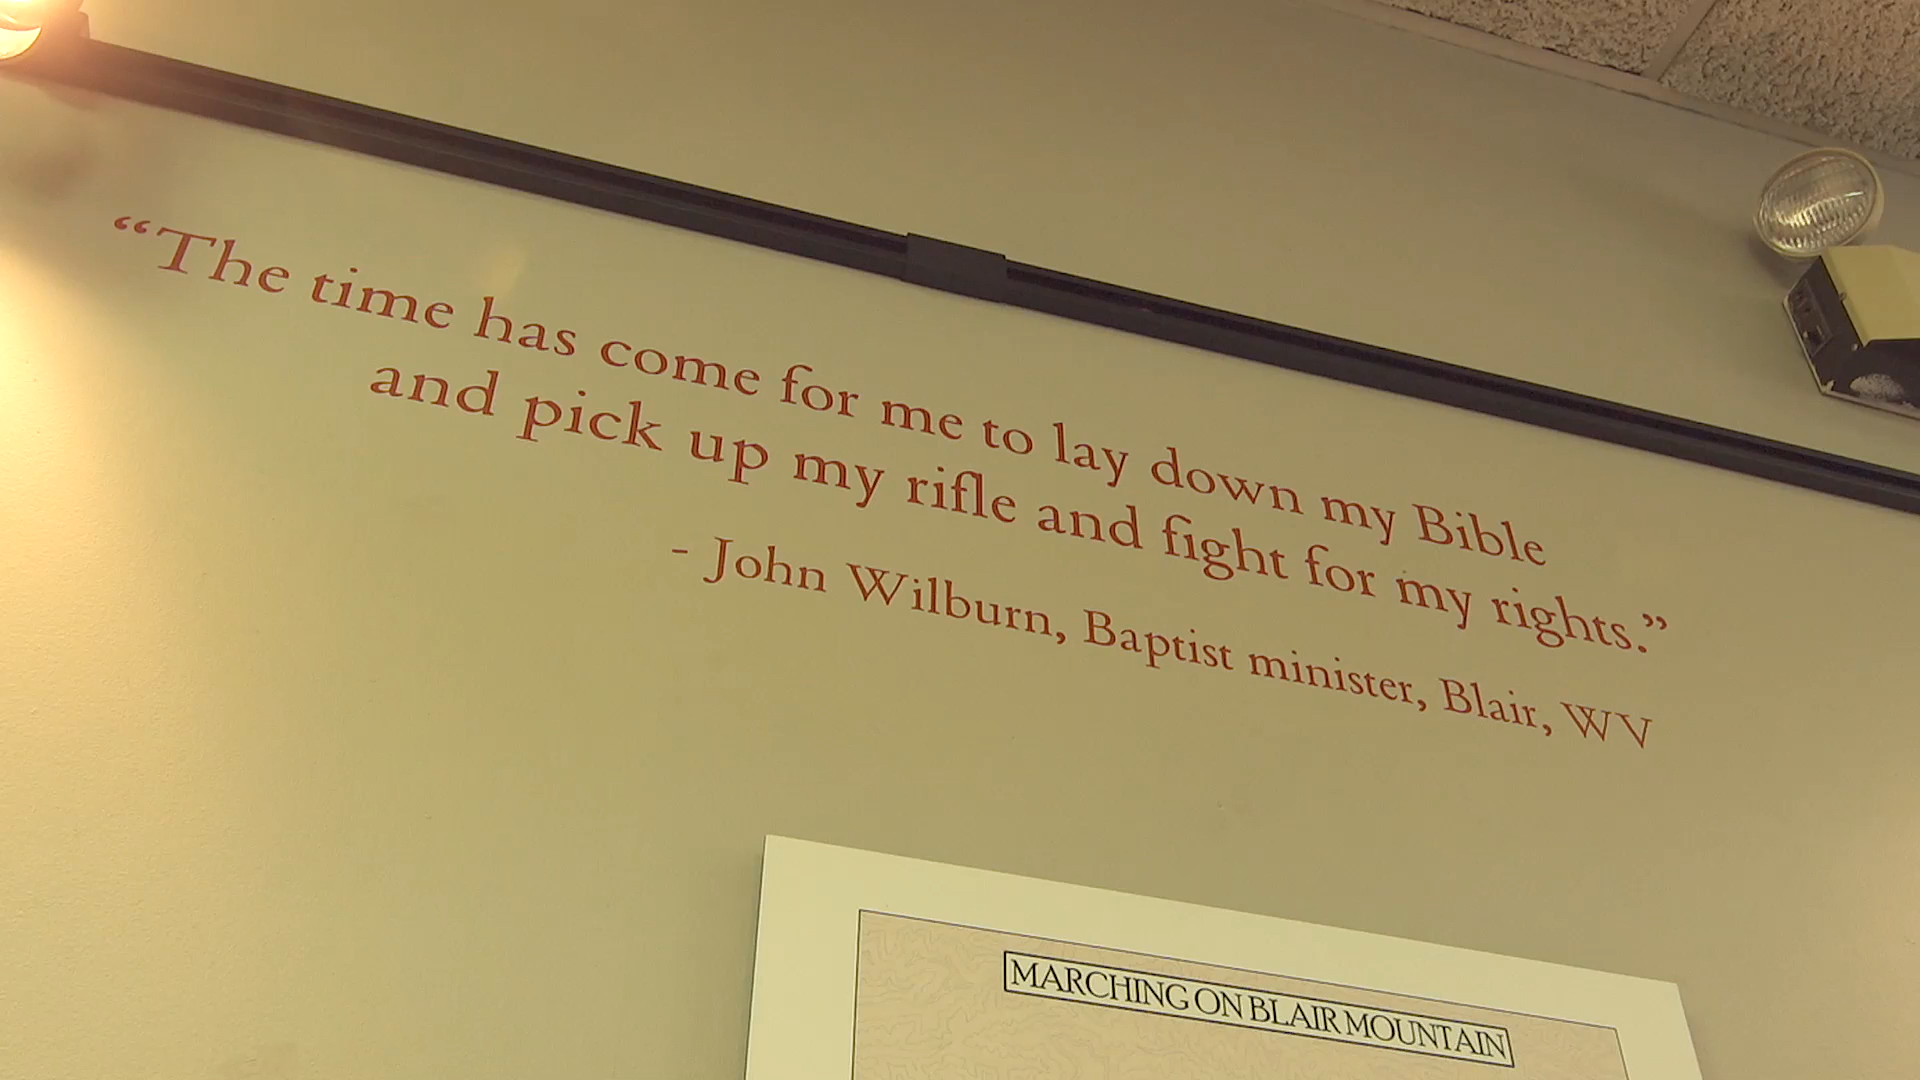 “The time has come for me to lay down my Bible
and pick up my rifle and fight for my rights.”
- John Wilburn, Baptist minister, Blair, WV
MARCHING ON BLAIR MOUNTAIN